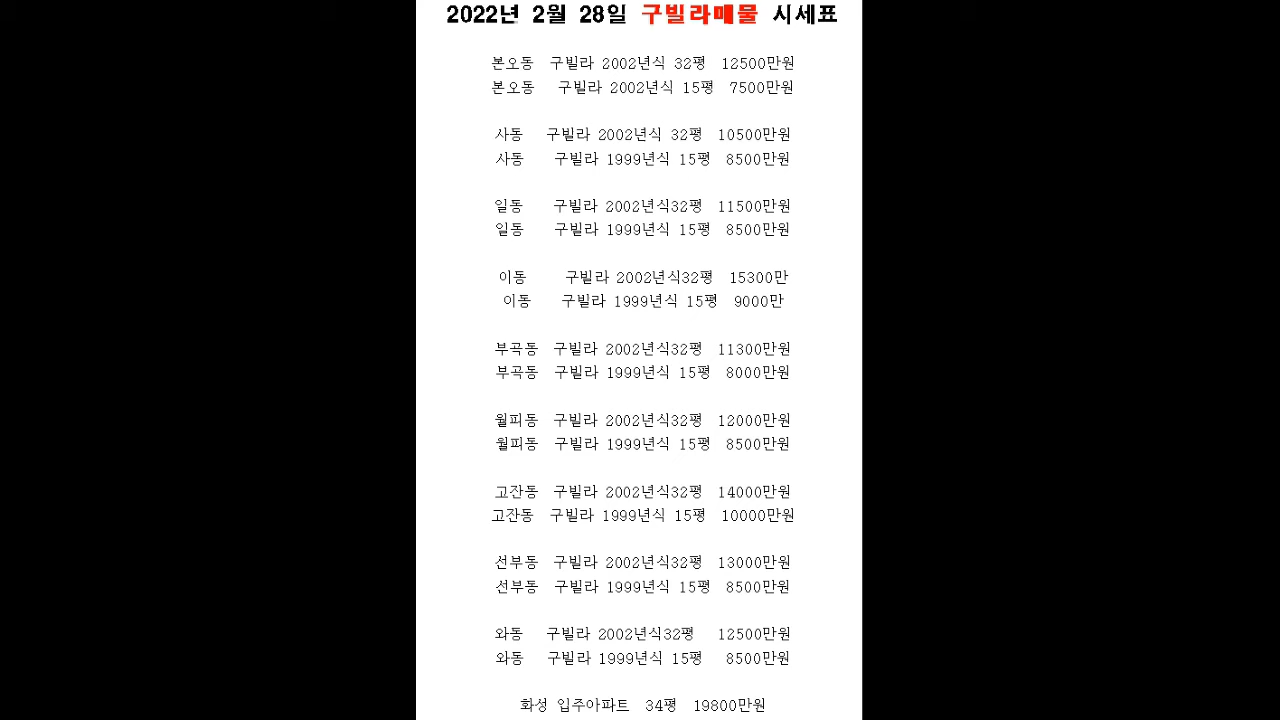 2022년 2월 28일 구빌라매물 시세표
본오동 구빌라 2002년식 32평 12500만원
본오동 구빌라 2002년식 15평 7500만원
사동 구빌라 2002년식 32평 10500만원
사동 구빌라 1999년식 15평 8500만원
일동 구빌라 2002년식32평 11500만원
일동 구빌라 1999년식 15평 8500만원
이동 구빌라 2002년식32평 15300만
이동 구빌라 1999년식 15평 9000만
부곡동 구빌라 2002년식32평 11300만원
부곡동 구빌라 1999년식 15평 8000만원
월피동 구빌라 2002년식32평 12000만원
월피동 구빌라 1999년식 15평 8500만원
고잔동 구빌라 2002년식32평 14000만원
고잔동 구빌라 1999년식 15평 10000만원
선부동 구빌라 2002년식32평 13000만원
선부동 구빌라 1999년식 15평 8500만원
와동 구빌라 2002년식32평 12500만원
와동 구빌라 1999년식 15평 8500만원
화성 입주아파트 34평 19800만원